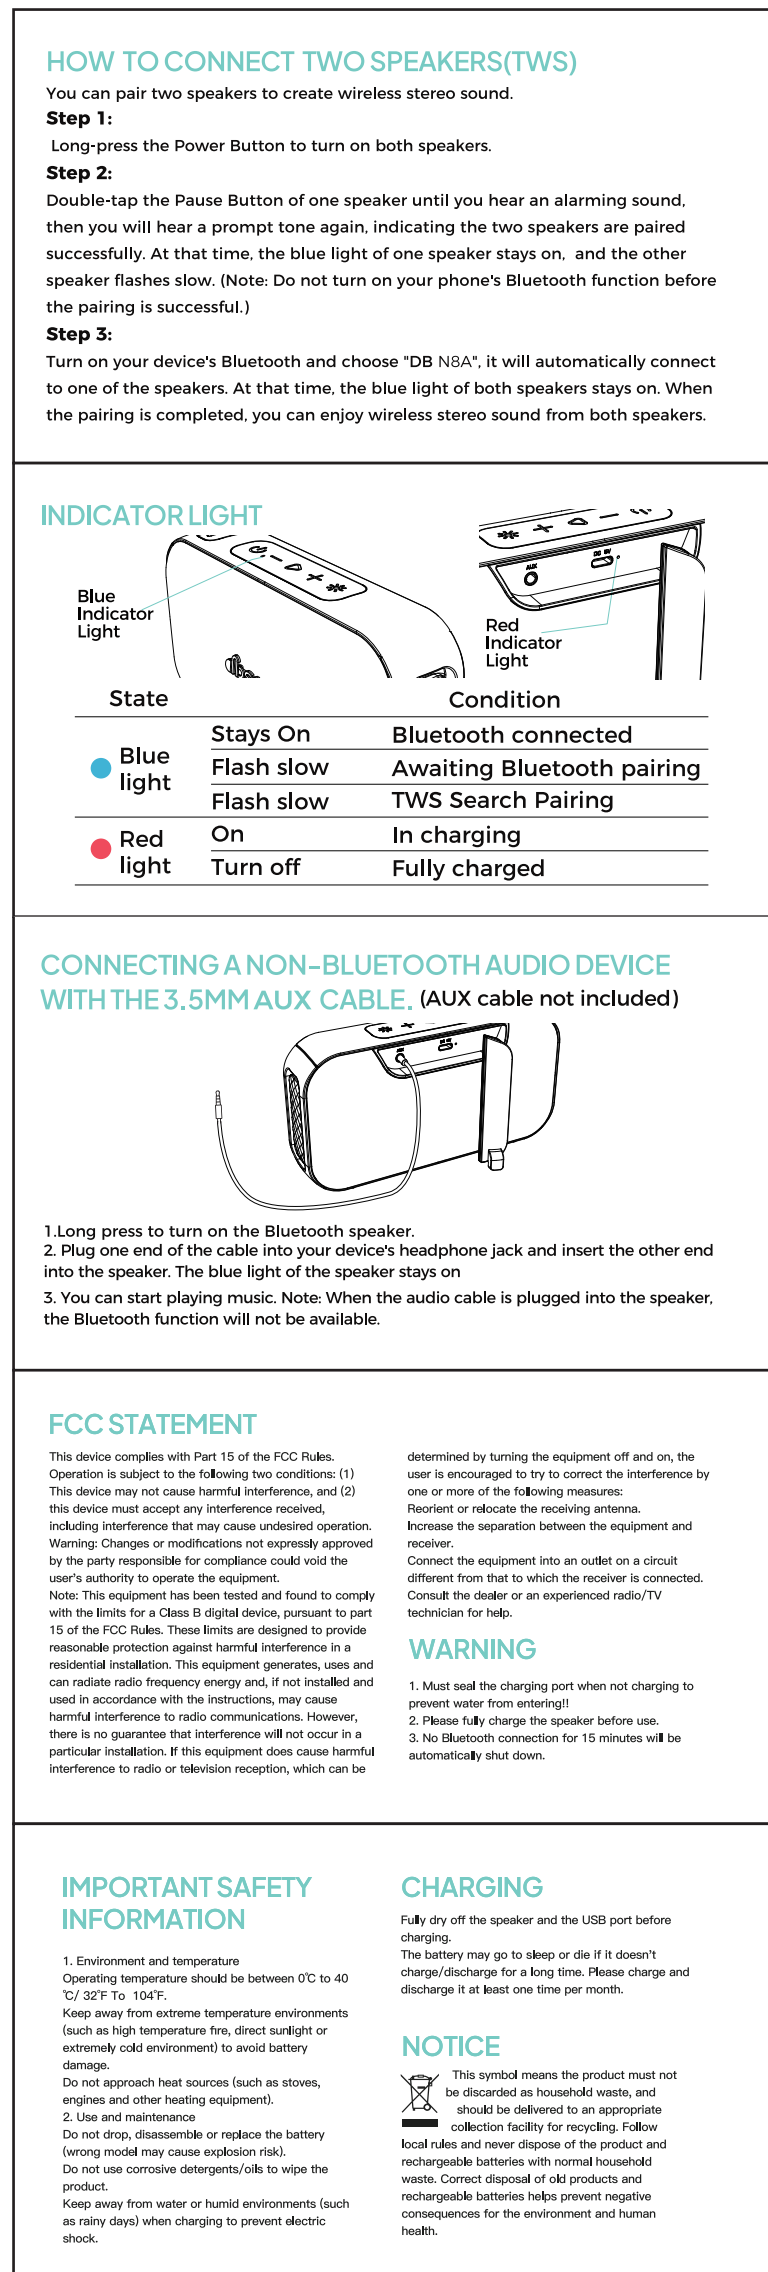 HOW TO CONNECT TWO SPEAKERS(TWS)
You can pair two speakers to create wireless stereo sound.
Step 1:
Long-press the Power Button to turn on both speakers.
Step 2:
Double-tap the Pause Button of one speaker until you hear an alarming sound,
then you will hear a prompt tone again, indicating the two speakers are paired
successfully. At that time, the blue light of one speaker stays on, and the other
speaker flashes slow. (Note: Do not turn on your phone's Bluetooth function before
the pairing is successful.)
Step 3:
Turn on your device's Bluetooth and choose "DB N8A", it will automatically connect
to one of the speakers. At that time, the blue light of both speakers stays on. When
the pairing is completed, you can enjoy wireless stereo sound from both speakers.
INDICATOR LIGHT
Blue
Indicator
Light
AUX
DC 5V
Red
Indicator
Light
State Condition
Blue
light
Stays On Bluetooth connected
Flash slow Awaiting Bluetooth pairing
Flash slow TWS Search Pairing
Red
light
On In charging
Turn off Fully charged
CONNECTING A NON-BLUETOOTH AUDIO DEVICE
WITH THE 3.5MM AUX CABLE. (AUX cable not included)
AUX
DC 5V
1.Long press to turn on the Bluetooth speaker.
2. Plug one end of the cable into your device's headphone jack and insert the other end
into the speaker. The blue light of the speaker stays on
3. You can start playing music. Note: When the audio cable is plugged into the speaker,
the Bluetooth function will not be available.
FCC STATEMENT
This device complies with Part 15 of the FCC Rules.
Operation is subject to the following two conditions: (1)
This device may not cause harmful interference, and (2)
this device must accept any interference received,
including interference that may cause undesired operation.
Warning: Changes or modifications not expressly approved
by the party responsible for compliance could void the
user's authority to operate the equipment.
Note: This equipment has been tested and found to comply
with the limits for a Class B digital device, pursuant to part
15 of the FCC Rules. These limits are designed to provide
reasonable protection against harmful interference in a
residential installation. This equipment generates, uses and
can radiate radio frequency energy and, if not installed and
used in accordance with the instructions, may cause
harmful interference to radio communications. However,
there is no guarantee that interference will not occur in a
particular installation. If this equipment does cause harmful
interference to radio or television reception, which can be
determined by turning the equipment off and on, the
user is encouraged to try to correct the interference by
one or more of the following measures:
Reorient or relocate the receiving antenna.
Increase the separation between the equipment and
receiver.
Connect the equipment into an outlet on a circuit
different from that to which the receiver is connected.
Consult the dealer or an experienced radio/TV
technician for help.
WARNING
1. Must seal the charging port when not charging to
prevent water from entering!!
2. Please fully charge the speaker before use.
3. No Bluetooth connection for 15 minutes will be
automatically shut down.
IMPORTANT SAFETY
INFORMATION
1. Environment and temperature
Operating temperature should be between 0℃ to 40
℃/ 32°F To 104°F.
Keep away from extreme temperature environments
(such as high temperature fire, direct sunlight or
extremely cold environment) to avoid battery
damage.
Do not approach heat sources (such as stoves,
engines and other heating equipment).
2. Use and maintenance
Do not drop, disassemble or replace the battery
(wrong model may cause explosion risk).
Do not use corrosive detergents/oils to wipe the
product.
Keep away from water or humid environments (such
as rainy days) when charging to prevent electric
shock.
CHARGING
Fully dry off the speaker and the USB port before
charging.
The battery may go to sleep or die if it doesn't
charge/discharge for a long time. Please charge and
discharge it at least one time per month.
NOTICE
This symbol means the product must not
be discarded as household waste, and
should be delivered to an appropriate
collection facility for recycling. Follow
local rules and never dispose of the product and
rechargeable batteries with normal household
waste. Correct disposal of old products and
rechargeable batteries helps prevent negative
consequences for the environment and human
health.